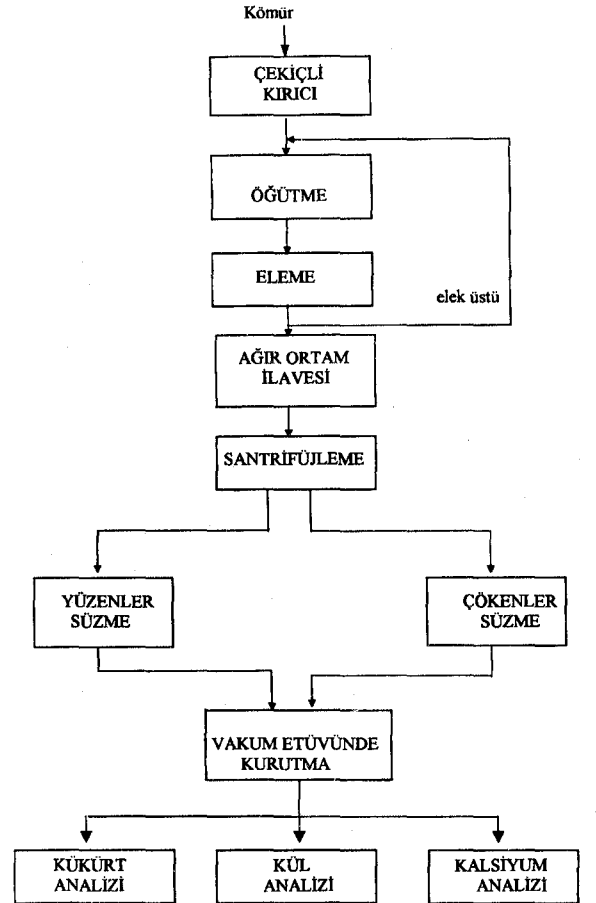 Kömür
ÇEKİÇLİ
KIRICI
ÖĞÜTME
ELEME
elek üstü
AĞIR ORTAM
İLAVESİ
SANTRİFÜJLEME
YÜZENLER
SÜZME
ÇÖKENLER
SÜZME
VAKUM ETÜVÜNDE
KURUTMA
KÜKÜRT
ANALİZİ
KÜL
ANALİZİ
KALSİYUM
ANALİZİ